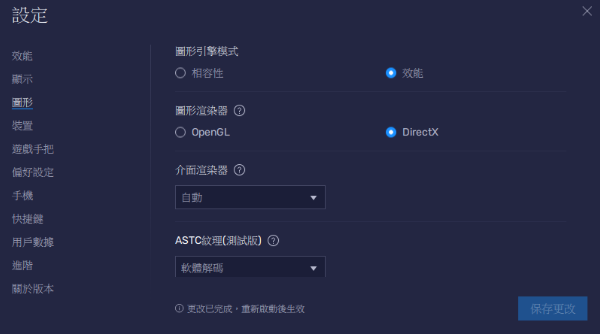 設定
效能
顯示
圖形
裝置
遊戲手把
偏好設定
手機
快捷鍵
用戶數據
進階
關於版本
圖形引擎模式
相容性
效能
圖形渲染器 ?
OpenGL
DirectX
介面渲染器 ?
自動
ASTC紋理(測試版) ?
軟體解碼
更改已完成，重新啟動後生效
保存更改